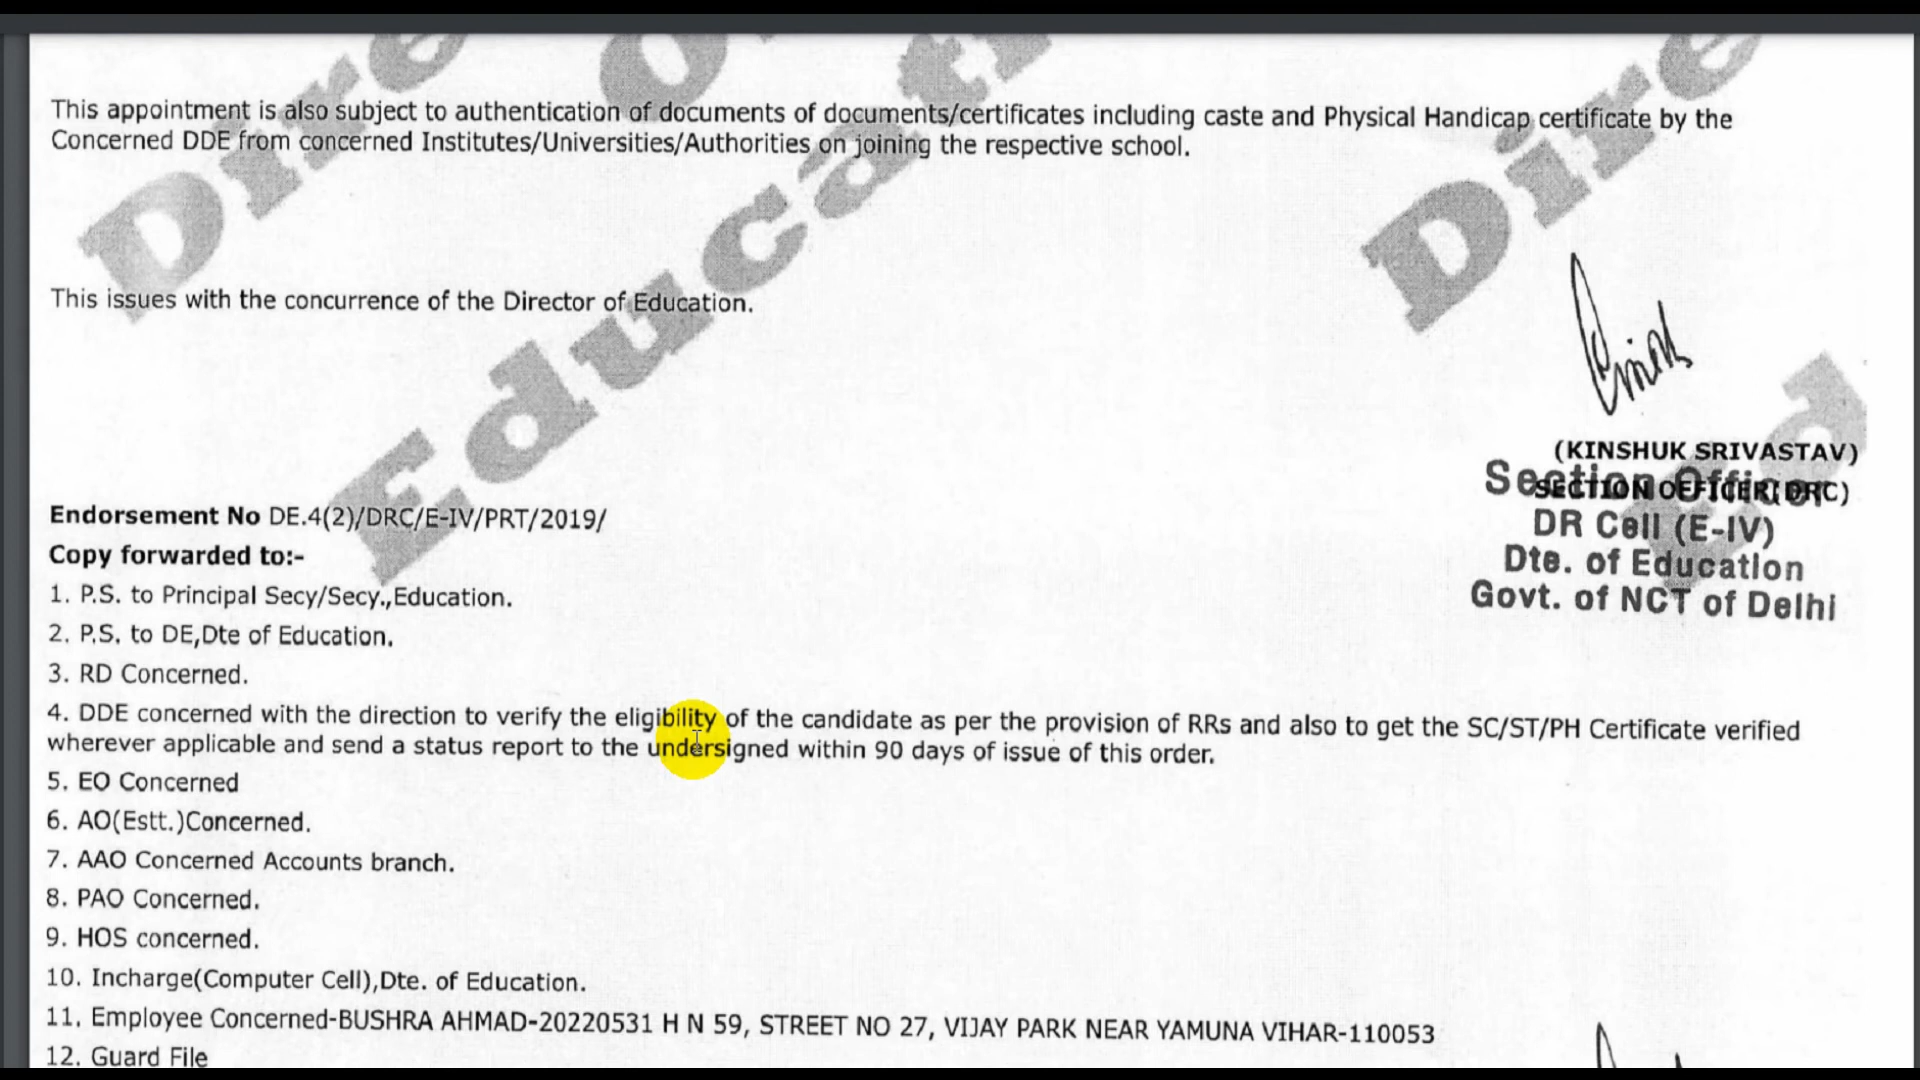 This appointment is also subject to authentication of documents of documents/certificates including caste and Physical Handicap certificate by the
Concerned DDE from concerned Institutes/Universities/Authorities on joining the respective school.
This issues with the concurrence of the Director of Education.
(KINSHUK SRIVASTAV)
SECTION OFFICER(DRC)
Section Officer
DR Cell (E-IV)
Dte. of Education
Govt. of NCT of Delhi
Endorsement No DE.4(2)/DRC/E-IV/PRT/2019/
Copy forwarded to:-
1. P.S. to Principal Secy/Secy.,Education.
2. P.S. to DE,Dte of Education.
3. RD Concerned.
4. DDE concerned with the direction to verify the eligibility of the candidate as per the provision of RRs and also to get the SC/ST/PH Certificate verified
wherever applicable and send a status report to the undersigned within 90 days of issue of this order.
5. EO Concerned
6. AO(Estt.)Concerned.
7. AAO Concerned Accounts branch.
8. PAO Concerned.
9. HOS concerned.
10. Incharge(Computer Cell),Dte. of Education.
11. Employee Concerned-BUSHRA AHMAD-20220531 H N 59, STREET NO 27, VIJAY PARK NEAR YAMUNA VIHAR-110053
12. Guard File
Dire
Educati
Dire
Ed